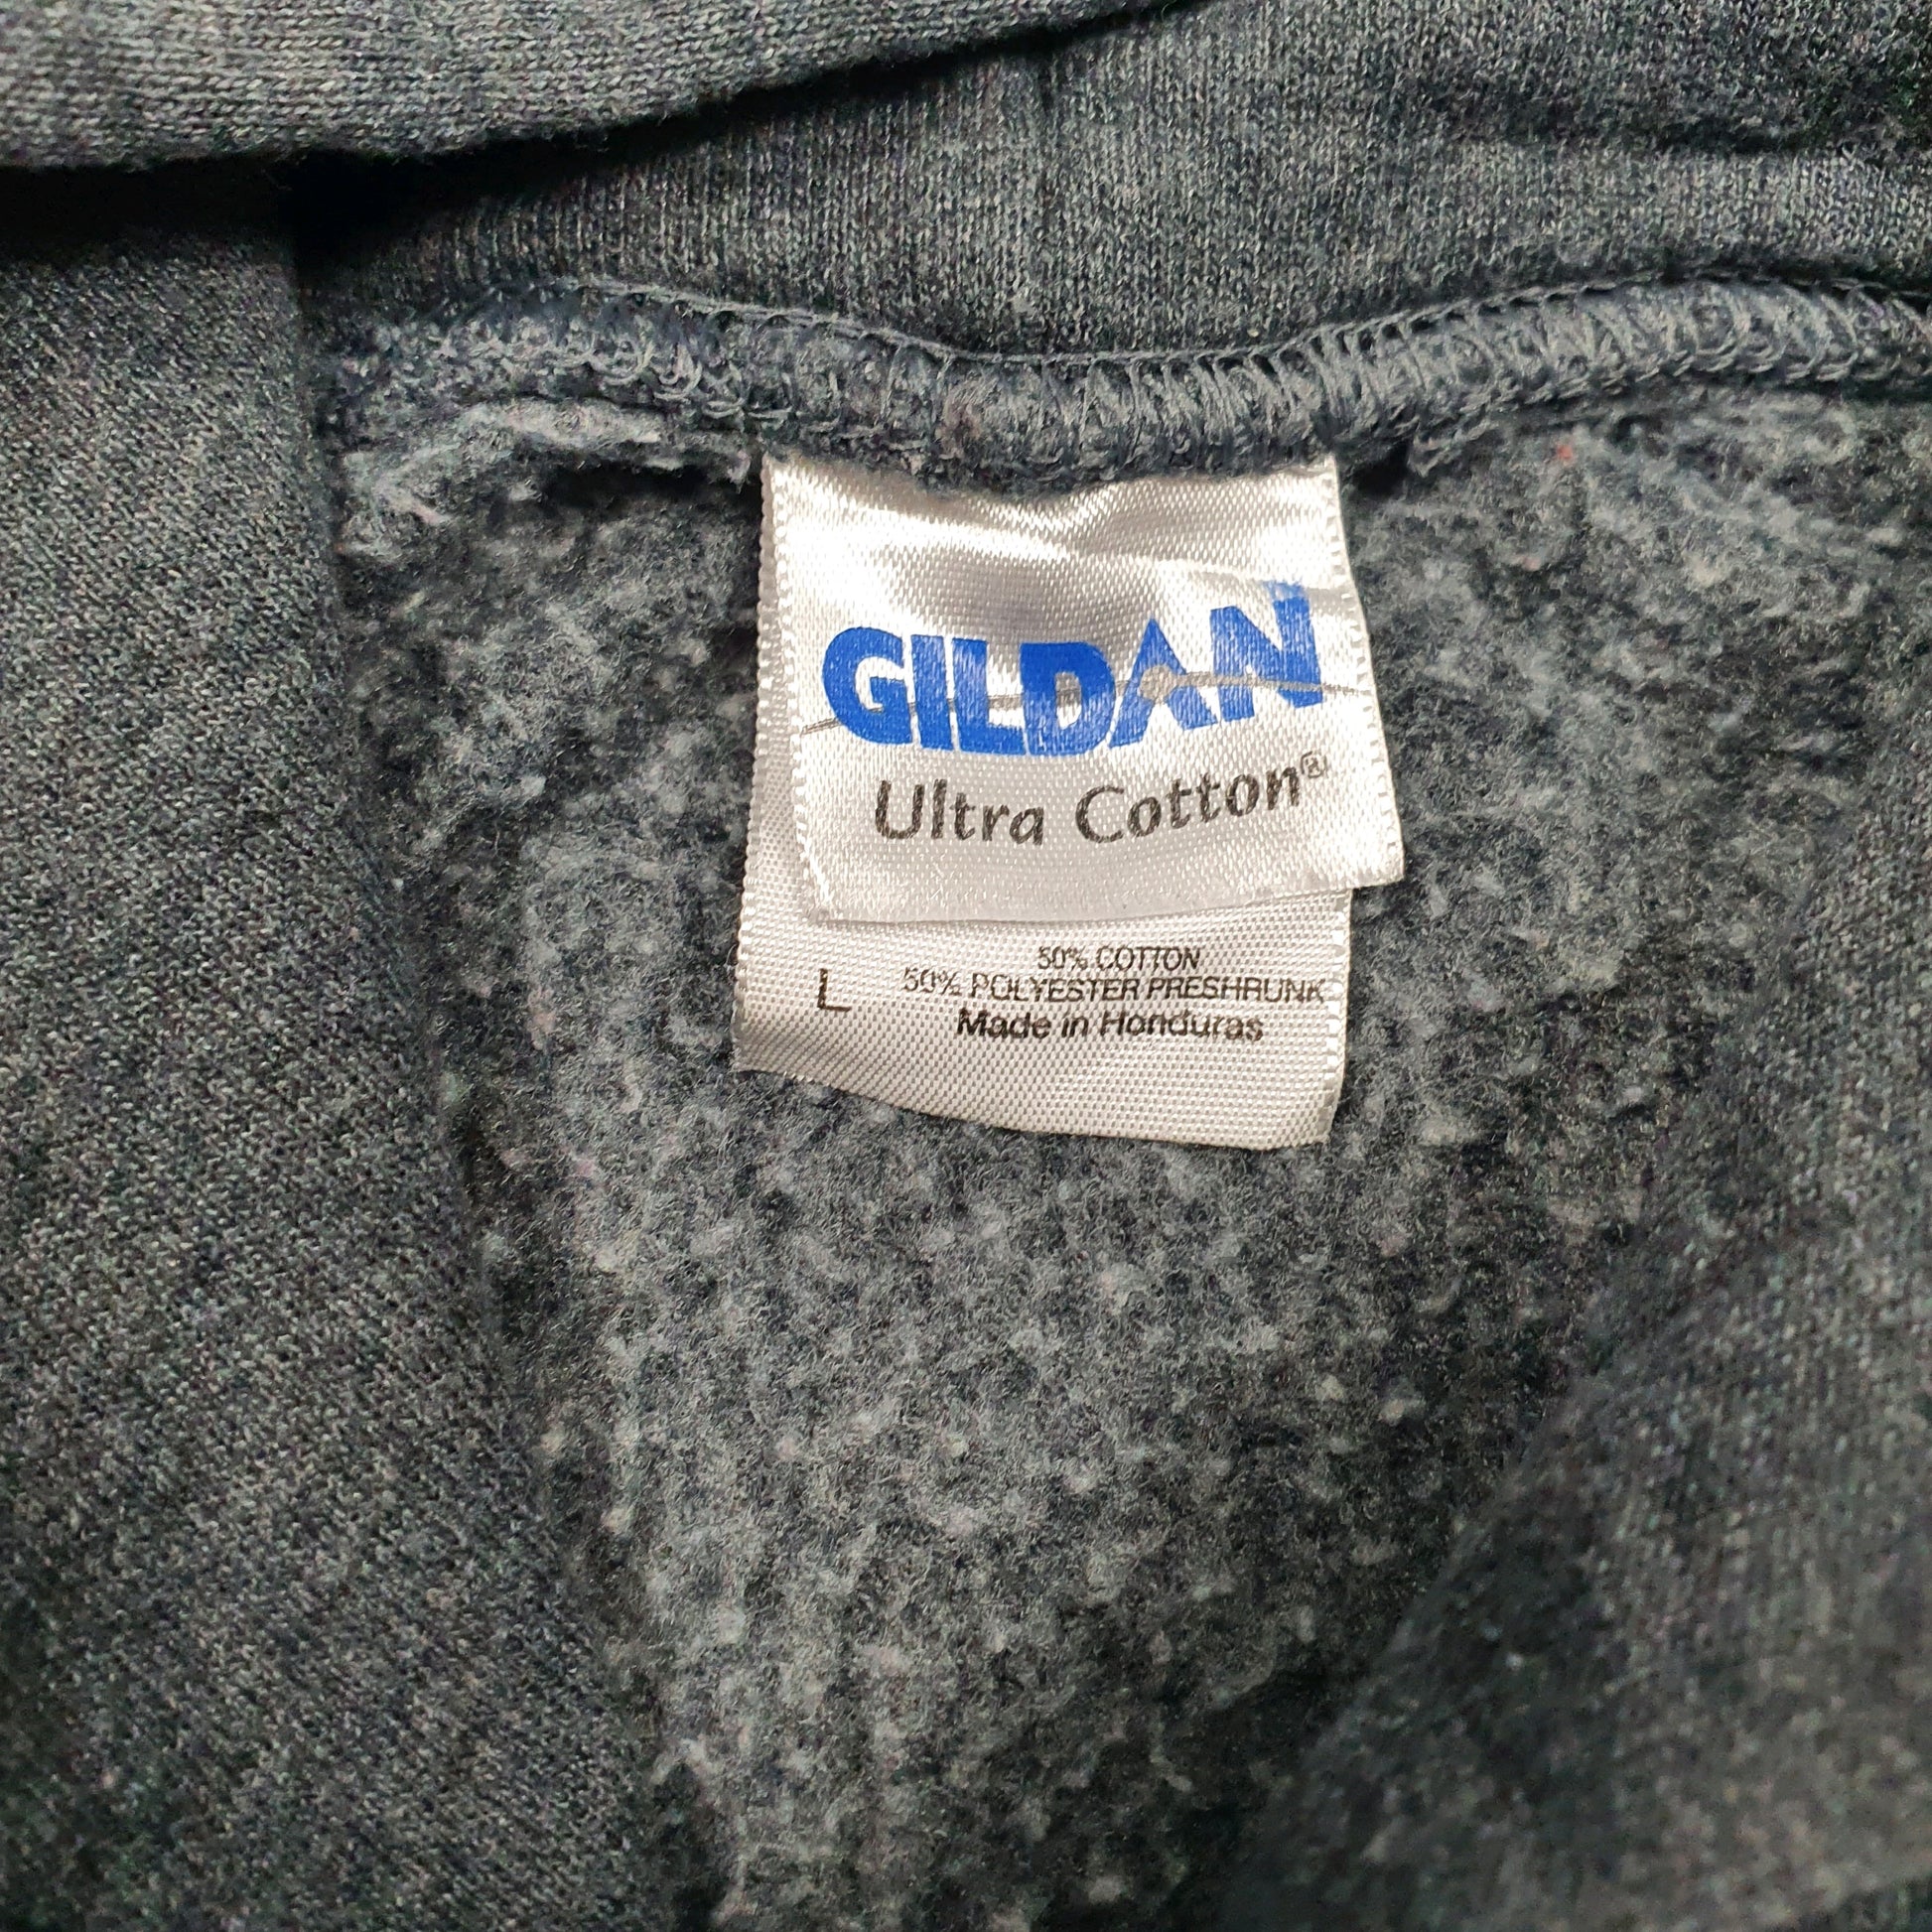 GILDAN
Ultra Cotton®
50% COTTON
L 50% POLYESTER PRESHRUNK
Made in Honduras